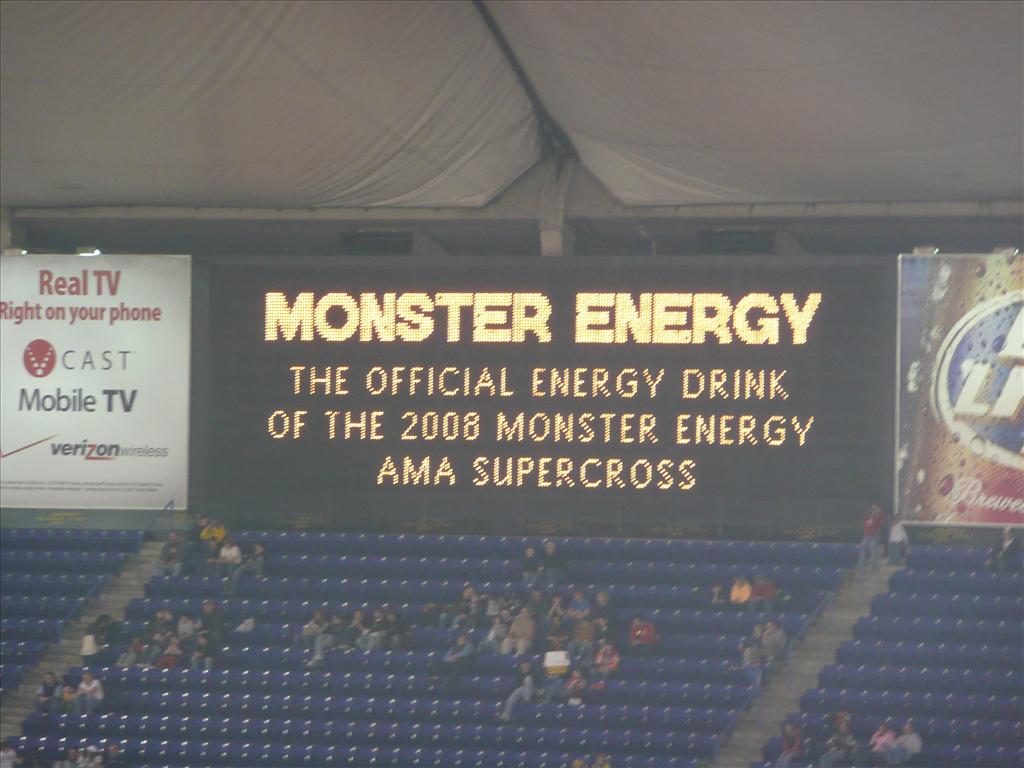 Real TV
Right on your phone
CAST
Mobile TV
verizonwireless
MONSTER ENERGY
THE OFFICIAL ENERGY DRINK
OF THE 2008 MONSTER ENERGY
AMA SUPERCROSS